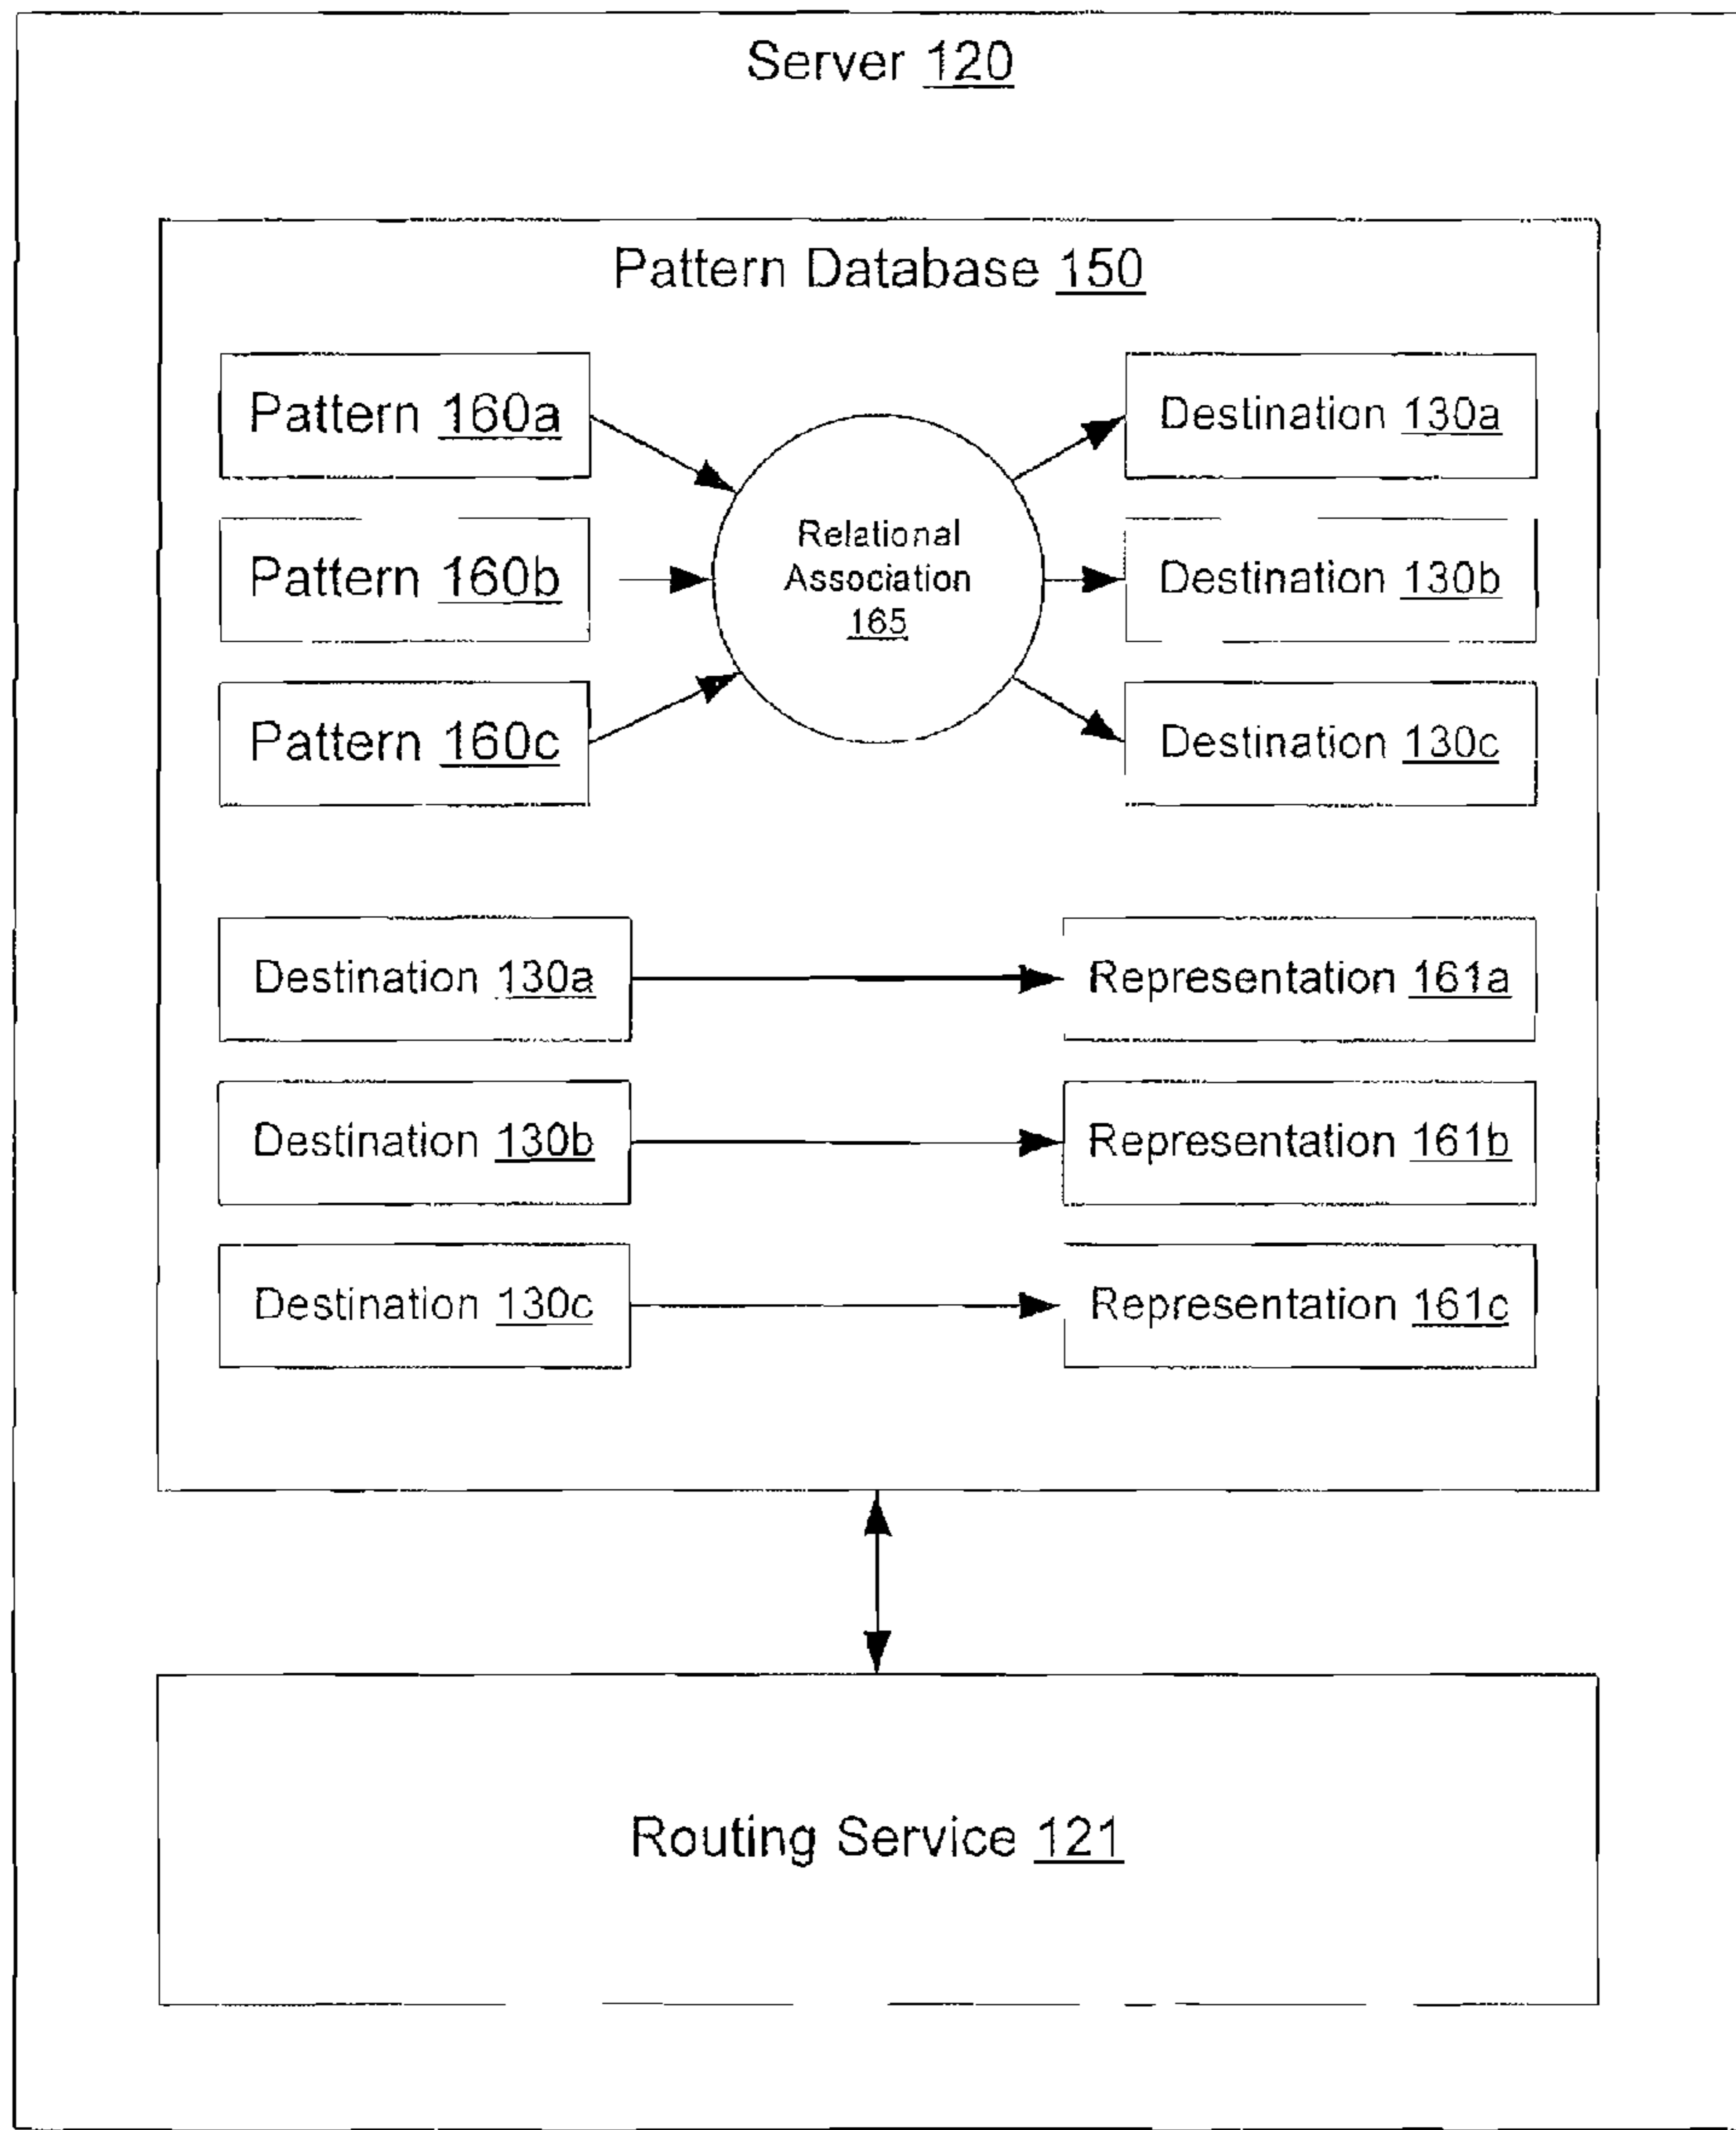 Server 120
Pattern Database 150
Pattern 160a
Destination 130a
Relational
Association
165
Pattern 160b
Destination 130b
Pattern 160c
Destination 130c
Destination 130a
Representation 161a
Destination 130b
Representation 161b
Destination 130c
Representation 161c
Routing Service 121